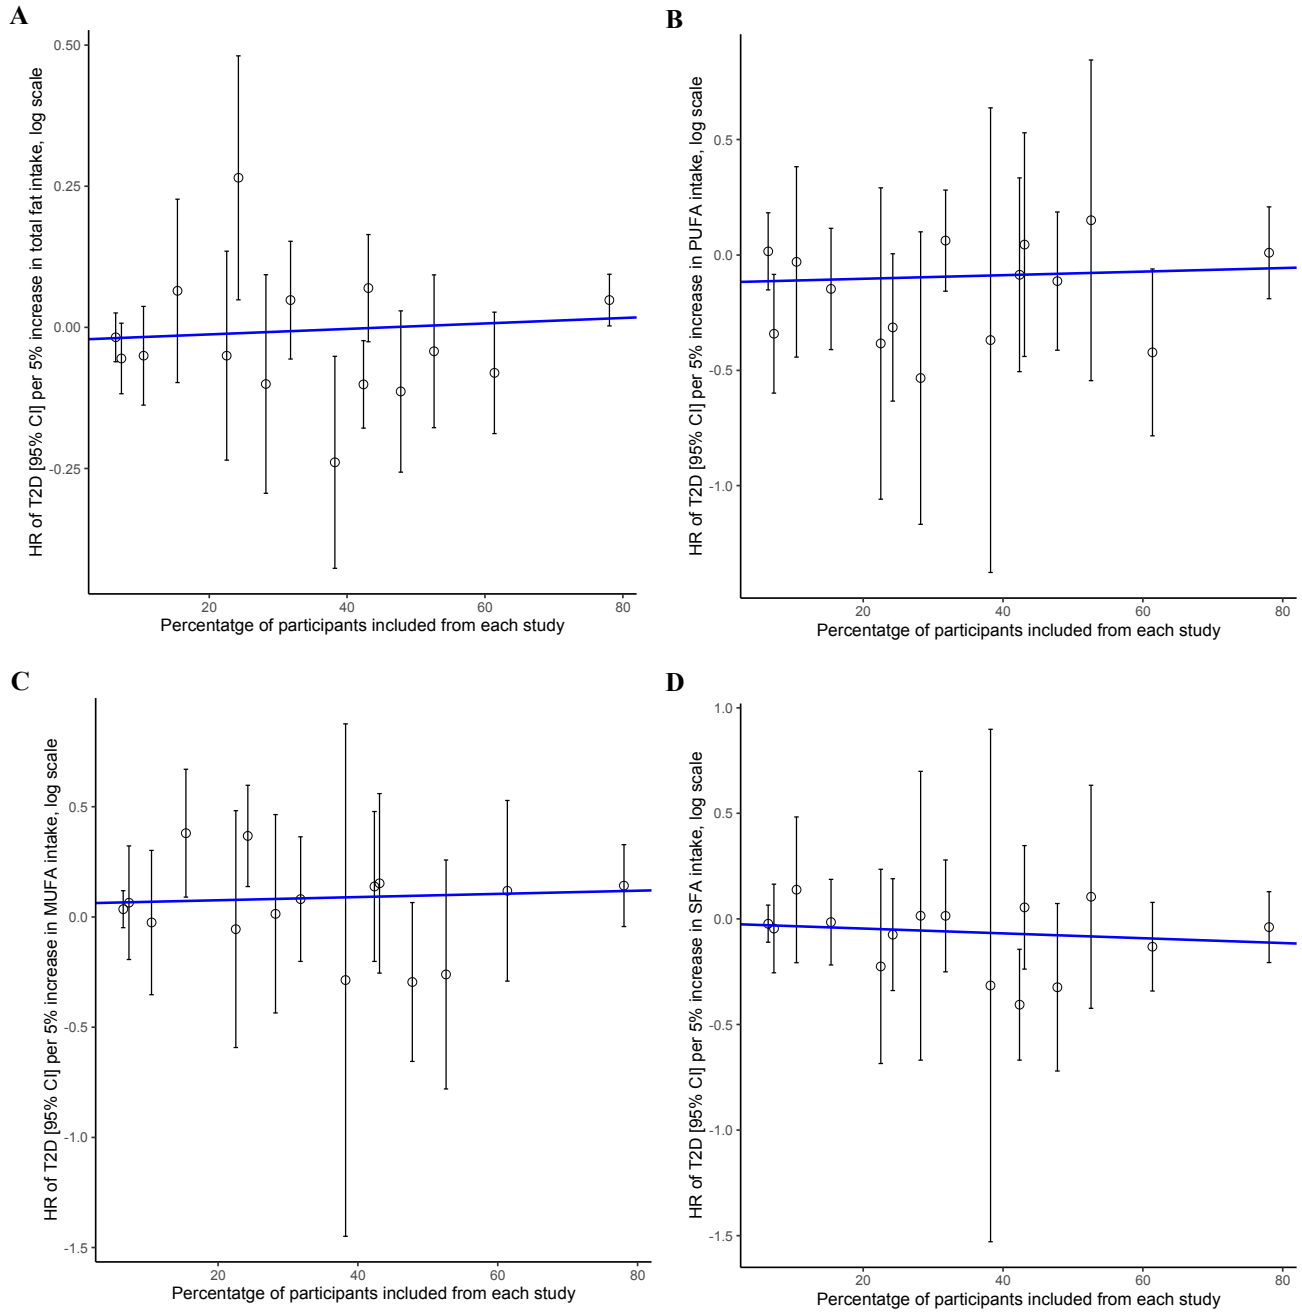 A
HR of T2D [95% CI] per 5% increase in total fat intake, log scale
0.50
0.25
0.00
-0.25
20
40
60
80
Percentatge of participants included from each study
B
HR of T2D [95% CI] per 5% increase in PUFA intake, log scale
0.5
0.0
-0.5
-1.0
20
40
60
80
Percentatge of participants included from each study
C
HR of T2D [95% CI] per 5% increase in MUFA intake, log scale
0.5
0.0
-0.5
-1.0
-1.5
20
40
60
80
Percentatge of participants included from each study
D
HR of T2D [95% CI] per 5% increase in SFA intake, log scale
1.0
0.5
0.0
-0.5
-1.0
-1.5
20
40
60
80
Percentatge of participants included from each study